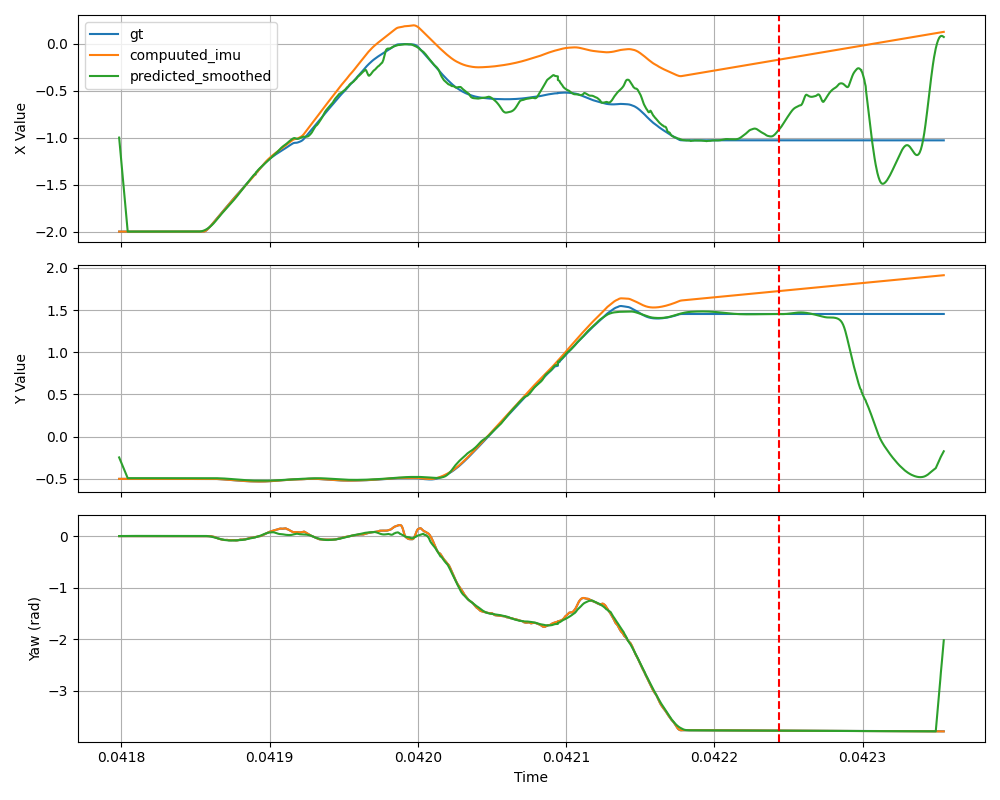 gt
compuuted_imu
predicted_smoothed
X Value
0.0
−0.5
−1.0
−1.5
−2.0
Y Value
2.0
1.5
1.0
0.5
0.0
−0.5
Yaw (rad)
0
−1
−2
−3
0.0418 0.0419 0.0420 0.0421 0.0422 0.0423
Time